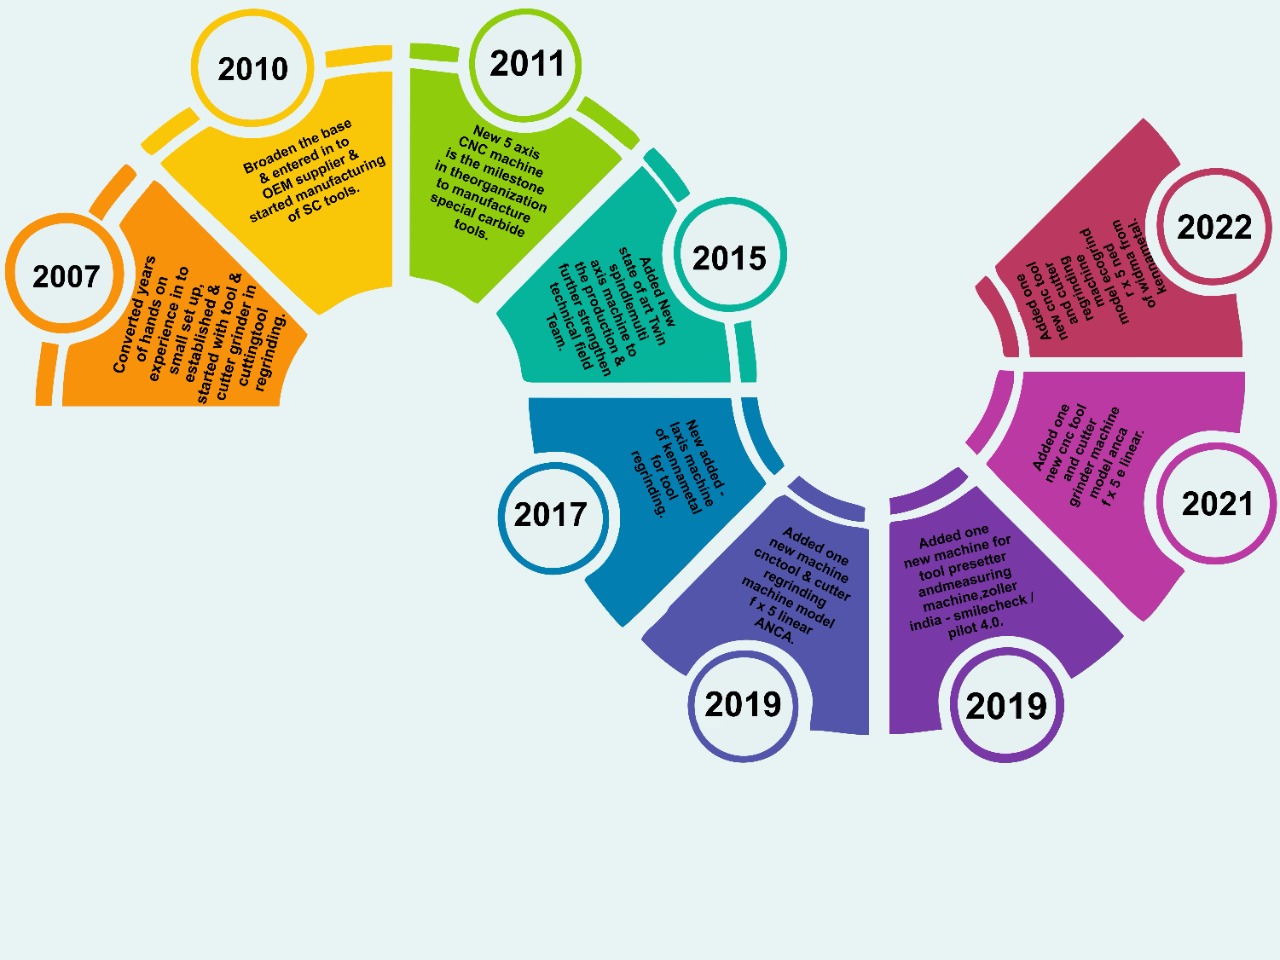 2007
Converted years
of hands on
experience in to
small set up,
established &
started with tool &
cutter grinder in
cuttingtool
regrinding.
2010
Broaden the base
& entered in to
OEM supplier &
started manufacturing
of SC tools.
2011
New 5 axis
CNC machine
is the milestone
in theorganization
to manufacture
special carbide
tools.
2015
Added New
state of art Twin
spindlemulti
axis machine to
the production &
further strengthen
technical field
Team.
2017
New added -
laxis machine
of kennametal
for tool
regrinding.
2019
Added one
new machine
cnctool & cutter
regrinding
machine model
f x 5 linear
ANCA.
2019
Added one
new machine for
tool presetter
andmeasuring
machine,zoller
india - smilecheck /
pilot 4.0.
2021
Added one
new cnc tool
and cutter
grinder machine
model anca
f x 5 e linear.
2022
Added one
new cnc tool
and cutter
regrinding
machine
model ecogrind
r x 5 ned
of widna from
kennametal.